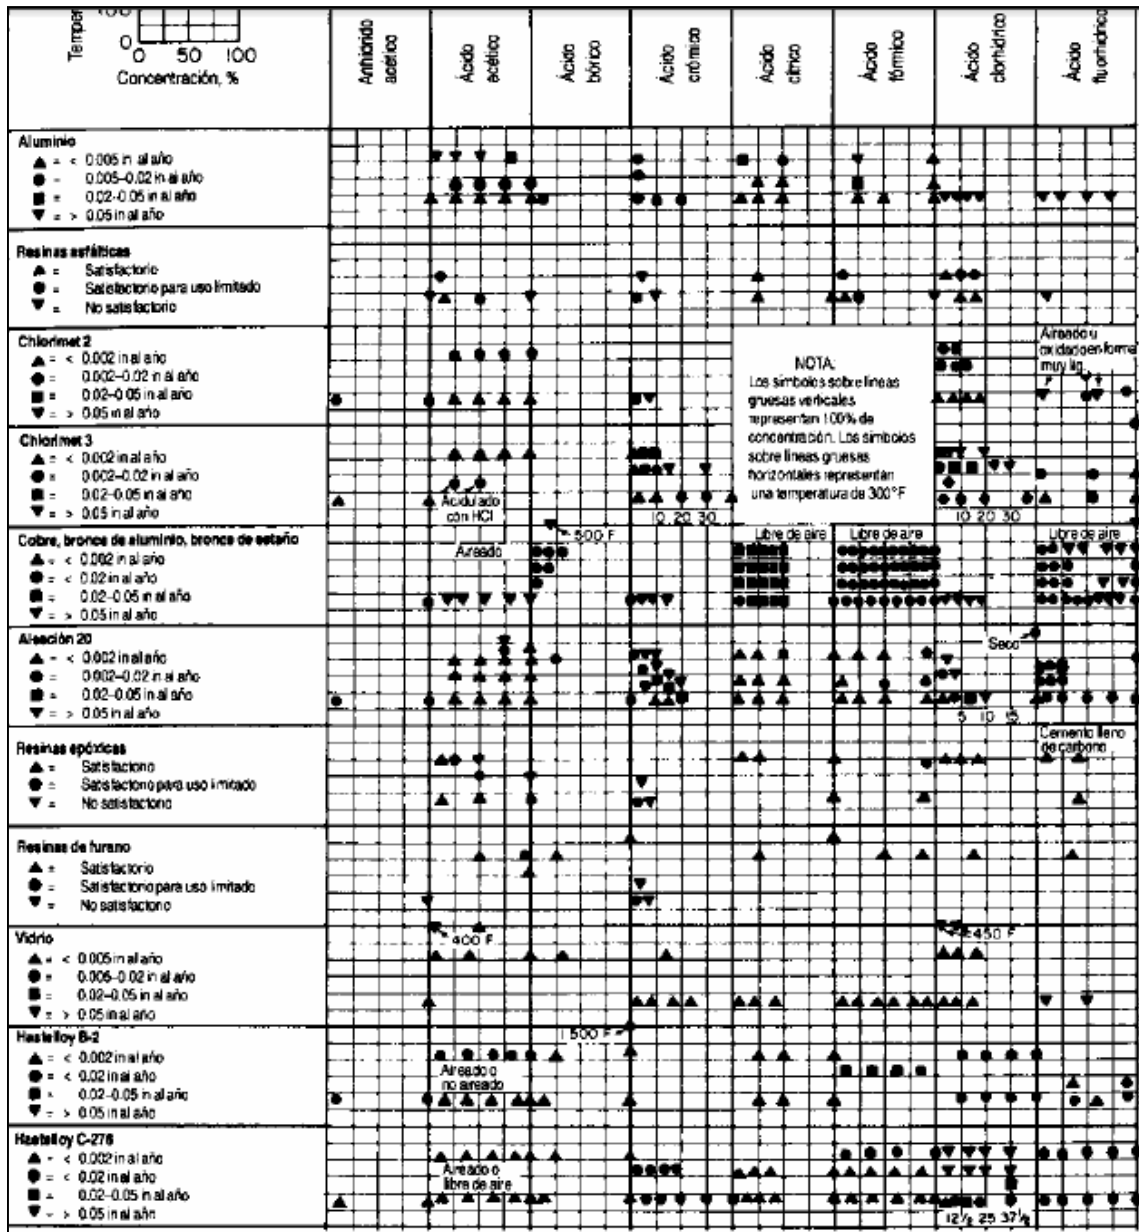 100
0
0 50 100
Concentración, %
Anhídrido acético
Ácido acético
Ácido bórico
Ácido crómico
Ácido cítrico
Ácido fórmico
Ácido clorhídrico
Ácido fluorhídrico
Aluminio
▲ = < 0.005 in al año
● = 0.005-0.02 in al año
■ = 0.02-0.05 in al año
▼ = > 0.05 in al año
Resinas asfálticas
▲ = Satisfactorio
● = Satisfactorio para uso limitado
▼ = No satisfactorio
Chlorimet 2
▲ = < 0.002 in al año
● = 0.002-0.02 in al año
■ = 0.02-0.05 in al año
▼ = > 0.05 in al año
NOTA:
Los símbolos sobre líneas
gruesas verticales
representan 100% de
concentración. Los símbolos
sobre líneas gruesas
horizontales representan
una temperatura de 300°F
Aireado u
oxidado en forma
muy lig.
Chlorimet 3
▲ = < 0.002 in al año
● = 0.002-0.02 in al año
■ = 0.02-0.05 in al año
▼ = > 0.05 in al año
Acidulado
con HCl
10 20 30
10 20 30
Cobre, bronce de aluminio, bronce de estaño
▲ = < 0.002 in al año
● = < 0.02 in al año
■ = 0.02-0.05 in al año
▼ = > 0.05 in al año
Aireado
500 F
Libre de aire
Libre de aire
Libre de aire
Aleación 20
▲ = < 0.002 in al año
● = 0.002-0.02 in al año
■ = 0.02-0.05 in al año
▼ = > 0.05 in al año
Seco
5 10 15
Resinas epóxicas
▲ = Satisfactorio
● = Satisfactorio para uso limitado
▼ = No satisfactorio
Cemento lleno
de carbono
Resinas de furano
▲ = Satisfactorio
● = Satisfactorio para uso limitado
▼ = No satisfactorio
Vidrio
▲ = < 0.005 in al año
● = 0.005-0.02 in al año
■ = 0.02-0.05 in al año
▼ = > 0.05 in al año
400 F
450 F
Hastelloy B-2
▲ = < 0.002 in al año
● = < 0.02 in al año
■ = 0.02-0.05 in al año
▼ = > 0.05 in al año
500 F
Aireado o
no aireado
Hastelloy C-276
▲ = < 0.002 in al año
● = < 0.02 in al año
■ = 0.02-0.05 in al año
▼ = > 0.05 in al año
Aireado o
libre de aire
12½ 25 37½